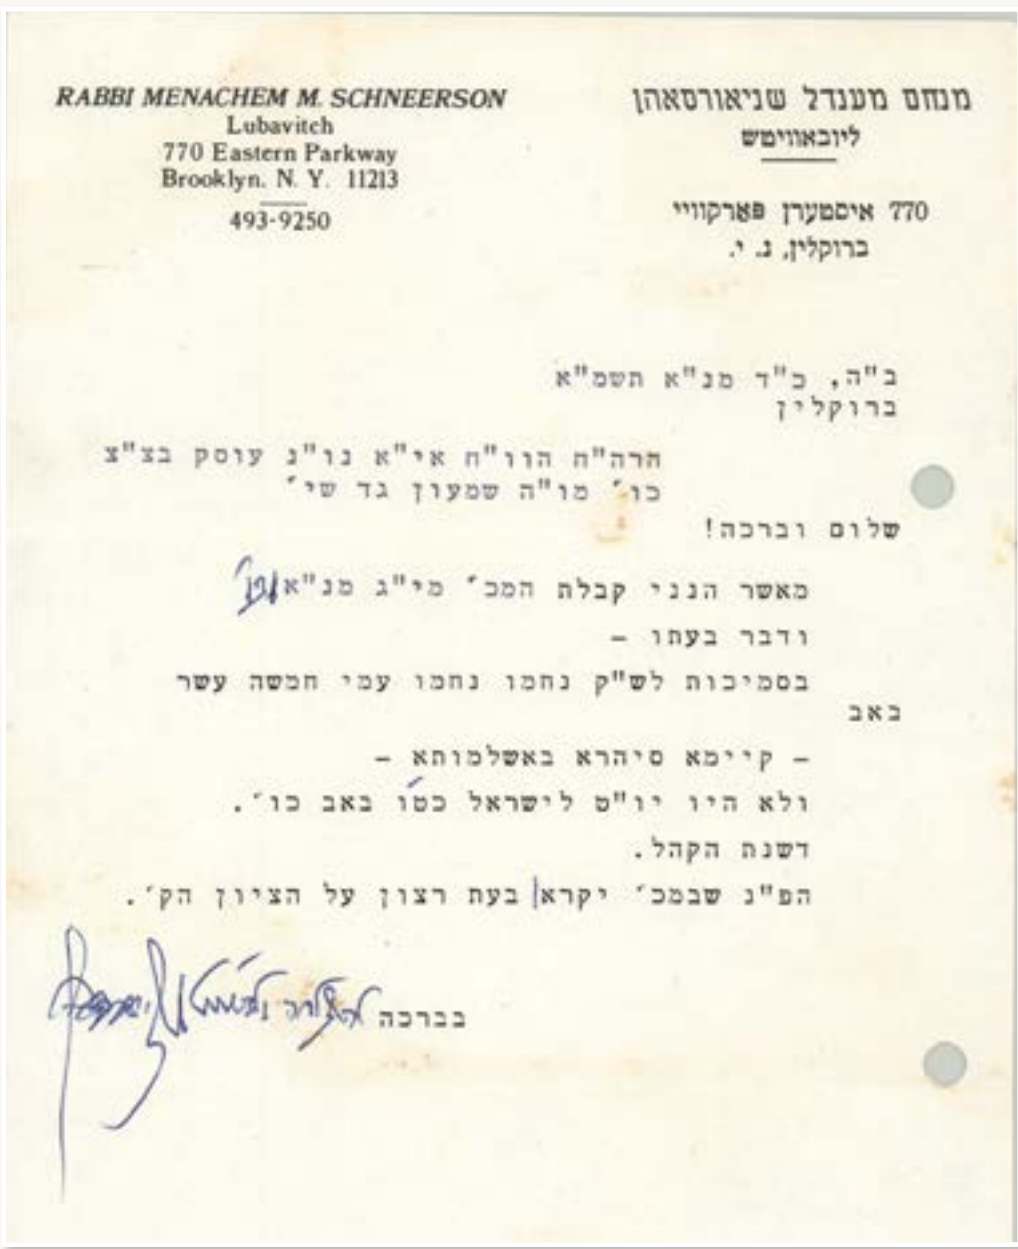 RABBI MENACHEM M. SCHNEERSON
Lubavitch
770 Eastern Parkway
Brooklyn. N. Y. 11213
493-9250
מנחם מענדל שניאורסאהן
ליובאוויטש
770 איסטערן פארקוויי
ברוקלין, נ. י.
ב"ה, כ"ד מנ"א תשמ"א
ברוקלין
הרה"ח הוו"ח אי"א נו"נ עוסק בצ"צ
כו' מו"ה שמעון גד שי'
שלום וברכה!
מאשר הנני קבלת המכ' מי"ג מנ"א
ודבר בעתו –
בסמיכות לש"ק נחמו נחמו עמי חמשה עשר
באב
– קיימא סיהרא באשלמותא –
ולא היו יו"ט לישראל כטו באב כו'.
דשנת הקהל.
הפ"נ שבמכ' יקרא בעת רצון על הציון הק'.
בברכה